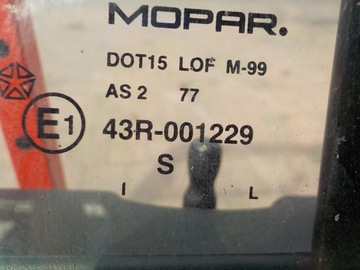 MOPAR.
DOT15 LOF M-99
AS 2 77
E1 43R-001229
S
I L